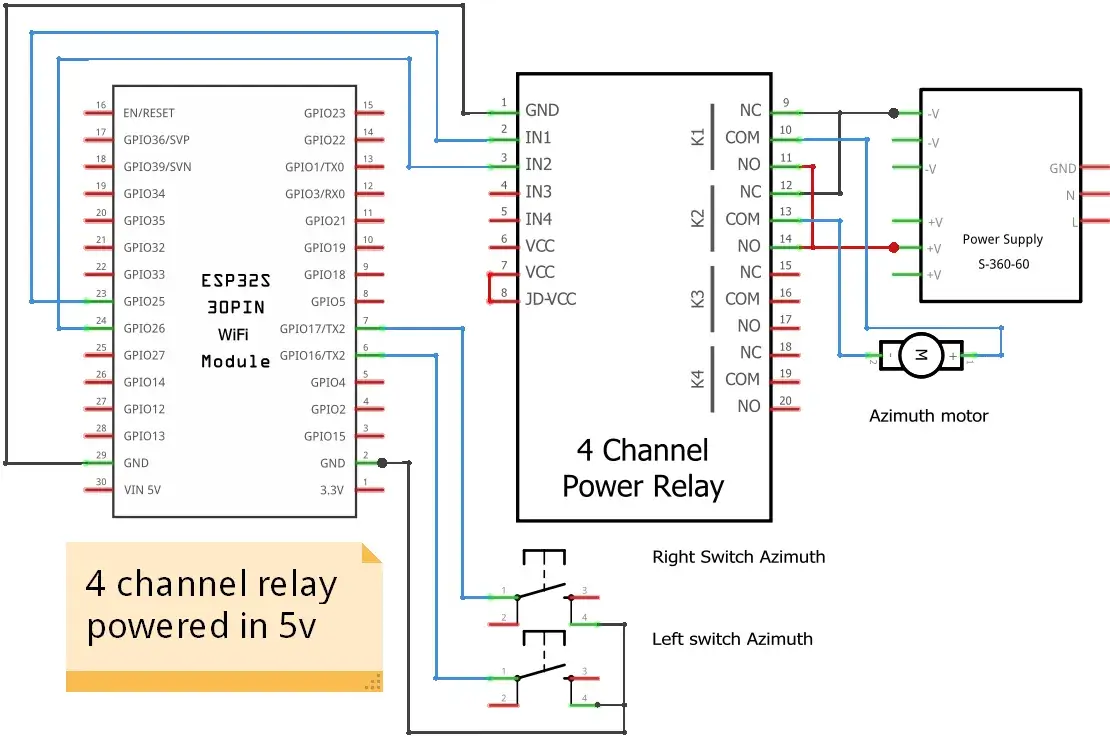 16 EN/RESET GPIO23 15
17 GPIO36/SVP GPIO22 14
18 GPIO39/SVN GPIO1/TX0 13
19 GPIO34 GPIO3/RX0 12
20 GPIO35 GPIO21 11
21 GPIO32 GPIO19 10
22 GPIO33 GPIO18 9
23 GPIO25 GPIO5 8
24 GPIO26 GPIO17/TX2 7
25 GPIO27 GPIO16/TX2 6
26 GPIO14 GPIO4 5
27 GPIO12 GPIO2 4
28 GPIO13 GPIO15 3
29 GND GND 2
30 VIN 5V 3.3V 1
ESP32S
30PIN
WiFi
Module
1 GND NC 9
2 IN1 COM 10
3 IN2 NO 11
4 IN3 NC 12
5 IN4 COM 13
6 VCC NO 14
7 VCC NC 15
8 JD-VCC COM 16
NO 17
NC 18
COM 19
NO 20
K1
K2
K3
K4
4 Channel
Power Relay
-V
-V
-V
+V
+V
+V
GND
N
L
Power Supply
S-360-60
2 - M + 1
Azimuth motor
4 channel relay
powered in 5v
Right Switch Azimuth
1 3
2 4
Left switch Azimuth
1 3
2 4